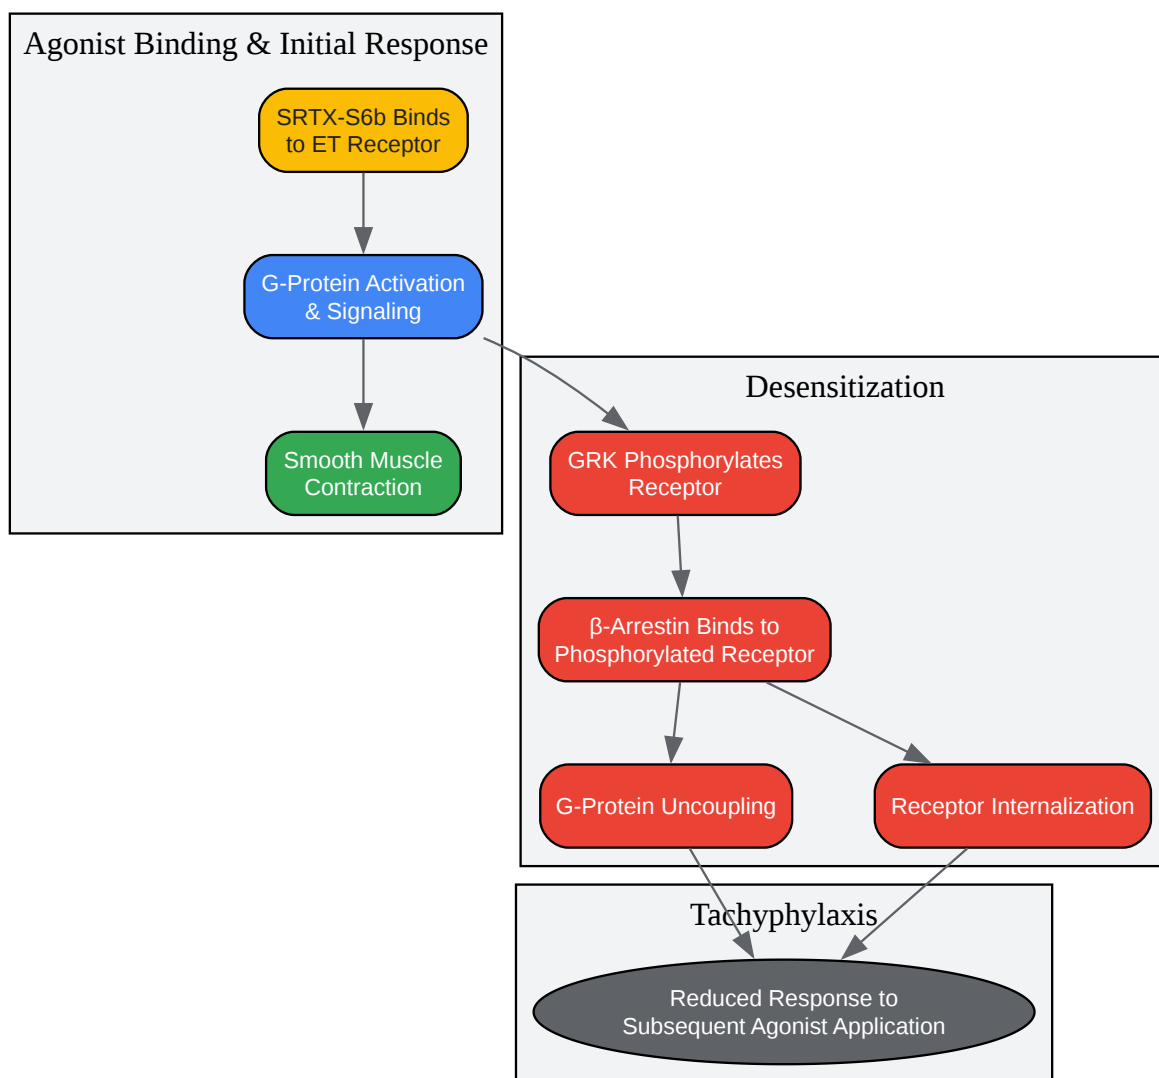 Agonist Binding & Initial Response
SRTX-S6b Binds
to ET Receptor
G-Protein Activation
& Signaling
Smooth Muscle
Contraction
Desensitization
GRK Phosphorylates
Receptor
β-Arrestin Binds to
Phosphorylated Receptor
G-Protein Uncoupling
Receptor Internalization
Tachyphylaxis
Reduced Response to
Subsequent Agonist Application